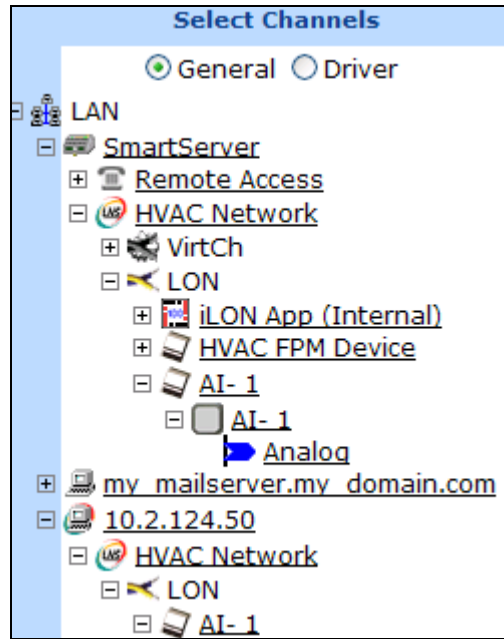 Select Channels
General Driver
LAN
SmartServer
Remote Access
HVAC Network
VirtCh
LON
iLON App (Internal)
HVAC FPM Device
AI- 1
AI- 1
Analog
my_mailserver.my_domain.com
10.2.124.50
HVAC Network
LON
AI- 1